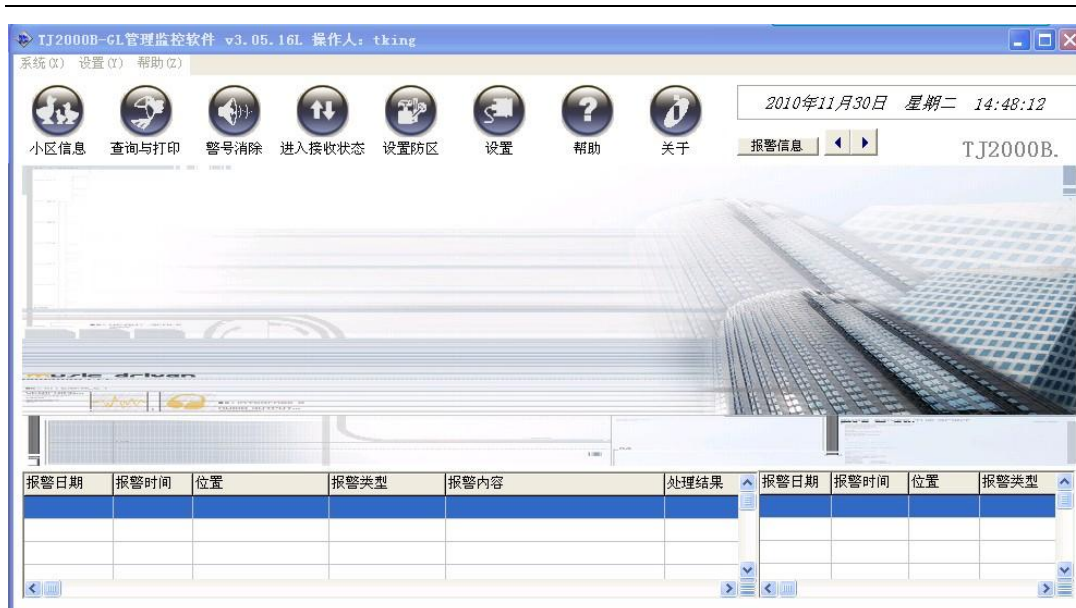 TJ2000B-GL管理监控软件 v3.05.16L 操作人: tking
系统(X) 设置(Y) 帮助(Z)
2010年11月30日 星期二 14:48:12
小区信息 查询与打印 警号消除 进入接收状态 设置防区 设置 帮助 关于
报警信息
TJ2000B.
music driven
报警日期 报警时间 位置 报警类型 报警内容 处理结果
报警日期 报警时间 位置 报警类型